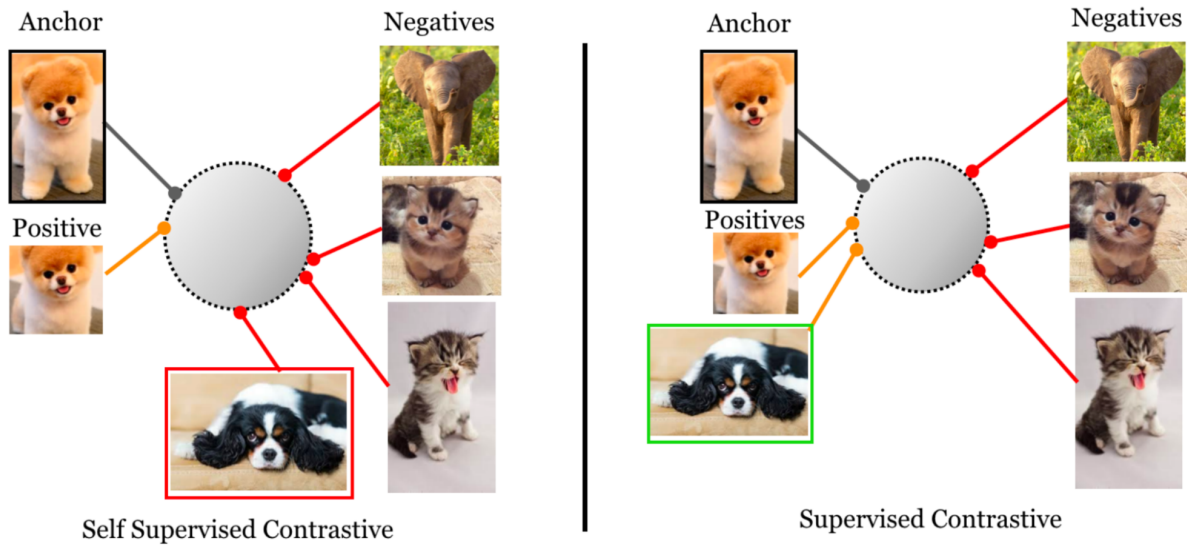 Anchor
Negatives
Positive
Self Supervised Contrastive
Anchor
Negatives
Positives
Supervised Contrastive